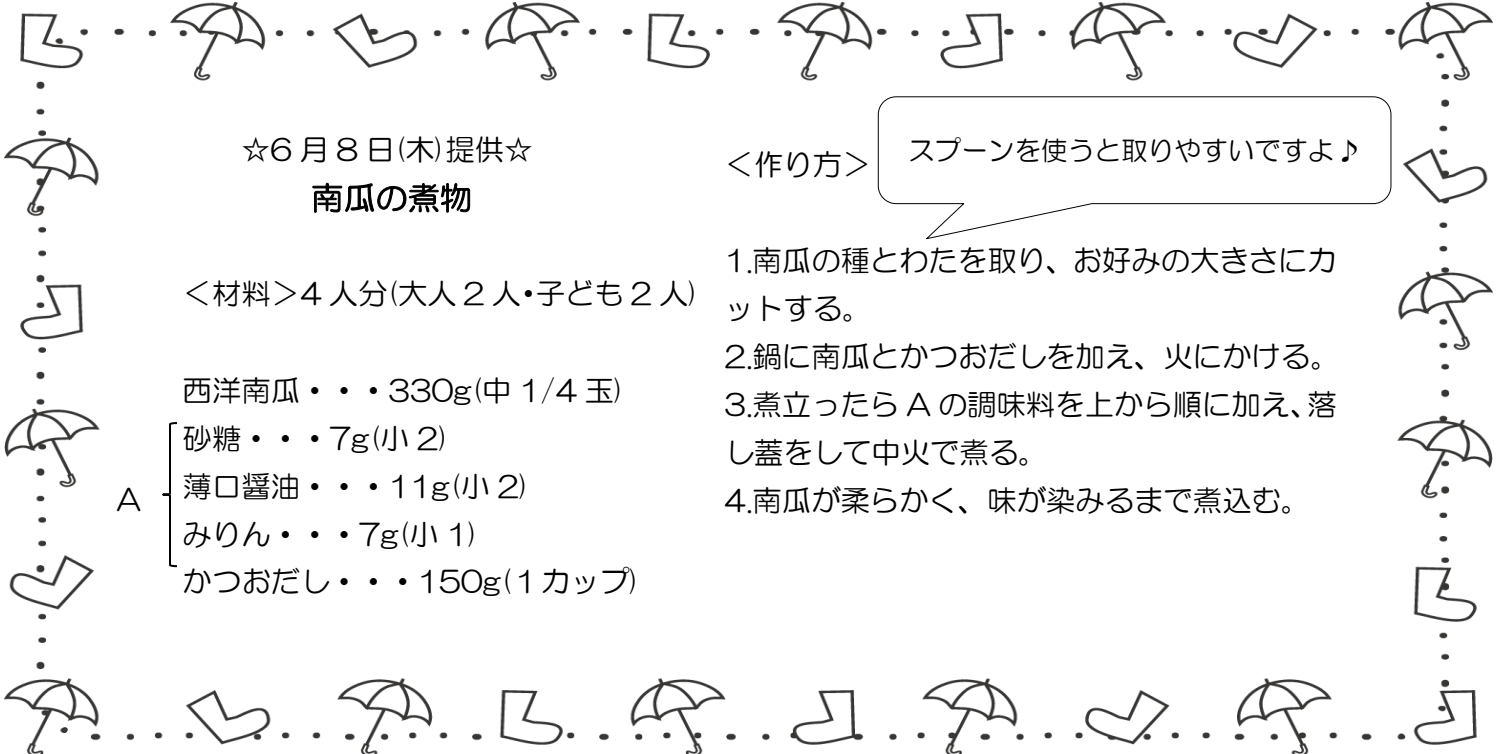 ☆6月8日(木)提供☆
南瓜の煮物
＜材料＞4人分(大人2人・子ども2人)
西洋南瓜・・・330g(中1/4玉)
A
砂糖・・・7g(小2)
薄口醤油・・・11g(小2)
みりん・・・7g(小1)
かつおだし・・・150g(1カップ)
＜作り方＞
スプーンを使うと取りやすいですよ♪
1.南瓜の種とわたを取り、お好みの大きさにカ
ットする。
2.鍋に南瓜とかつおだしを加え、火にかける。
3.煮立ったらAの調味料を上から順に加え、落
し蓋をして中火で煮る。
4.南瓜が柔らかく、味が染みるまで煮込む。